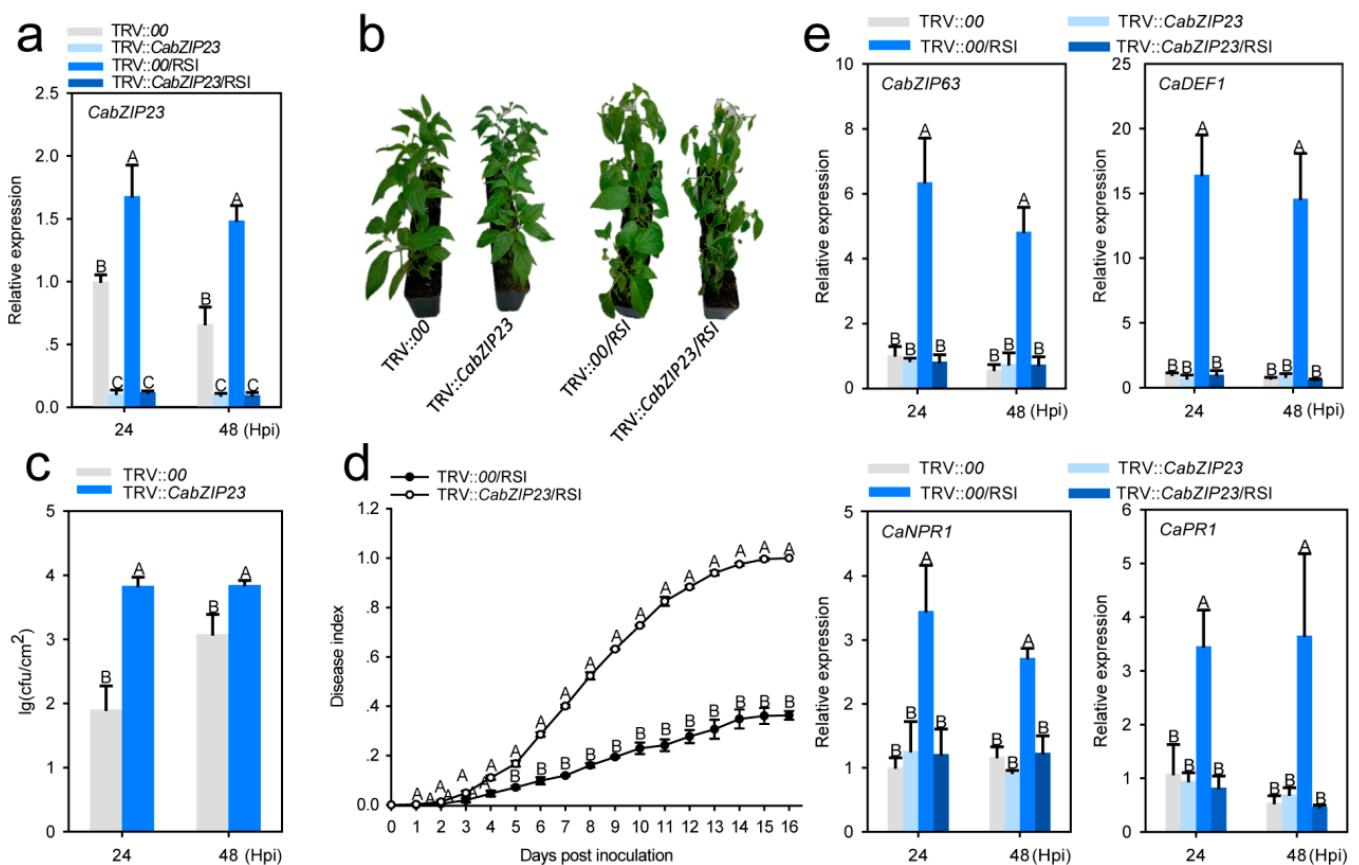 a
TRV::00
TRV::CabZIP23
TRV::00/RSI
TRV::CabZIP23/RSI
CabZIP23
Relative expression
2.5
2.0
1.5
1.0
.5
0.0
B
C
A
C
B
C
A
C
24
48 (Hpi)
b
TRV::00
TRV::CabZIP23
TRV::00/RSI
TRV::CabZIP23/RSI
c
TRV::00
TRV::CabZIP23
lg(cfu/cm²)
5
4
3
2
1
0
B
A
B
A
24
48 (Hpi)
d
TRV::00/RSI
TRV::CabZIP23/RSI
Disease index
1.2
1.0
.8
.6
.4
.2
0.0
A A A A A A A A A A A A A A A A
A A A A B B B B B B B B B B B B
0 1 2 3 4 5 6 7 8 9 10 11 12 13 14 15 16
Days post inoculation
e
TRV::00
TRV::CabZIP23
TRV::00/RSI
TRV::CabZIP23/RSI
CabZIP63
Relative expression
10
8
6
4
2
0
B
B
A
B
B
B
A
B
24
48 (Hpi)
CaDEF1
Relative expression
25
20
15
10
5
0
B
B
A
B
B
B
A
B
24
48 (Hpi)
TRV::00
TRV::CabZIP23
TRV::00/RSI
TRV::CabZIP23/RSI
CaNPR1
Relative expression
5
4
3
2
1
0
B
B
A
B
B
B
A
B
24
48 (Hpi)
CaPR1
Relative expression
6
5
4
3
2
1
0
B
B
A
B
B
B
A
B
24
48 (Hpi)